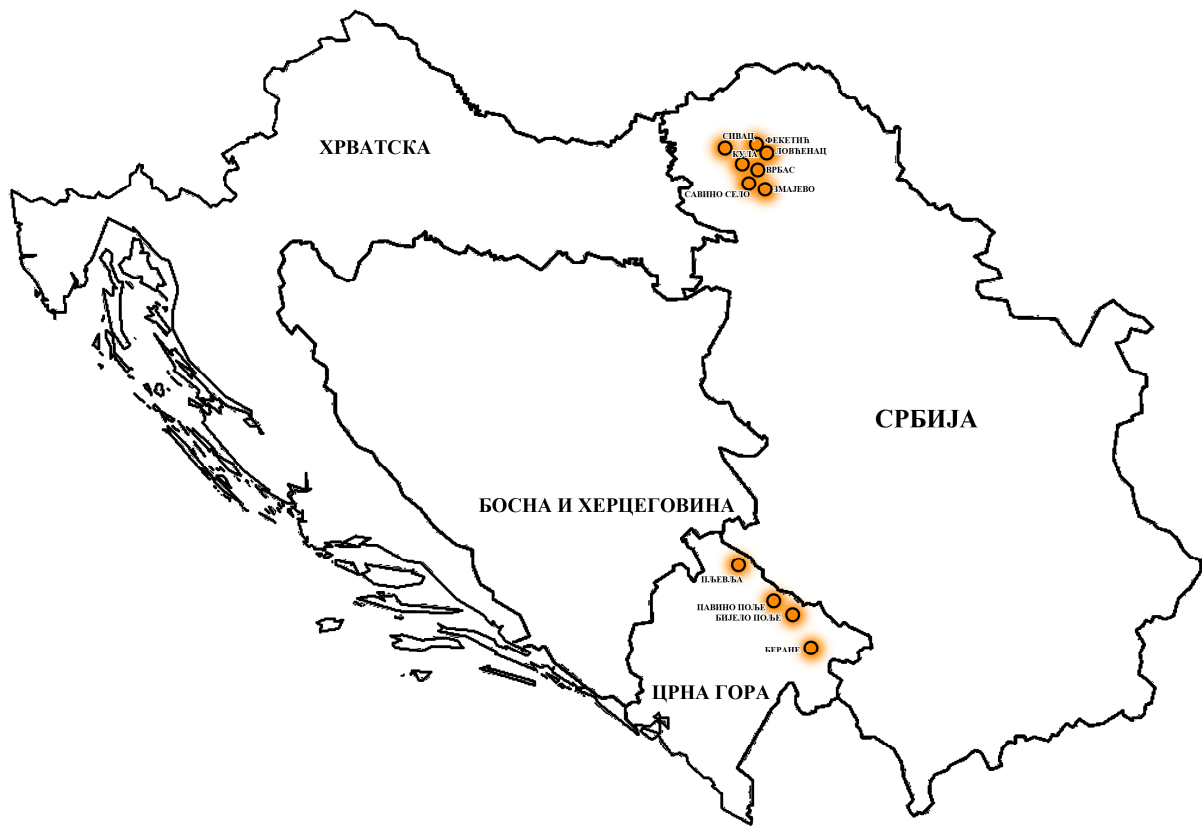 ХРВАТСКА
СИВАЦ
ФЕКЕТИЋ
КУЛА
ЛОВЋЕНАЦ
ВРБАС
САВИНО СЕЛО
ЗМАЈЕВО
СРБИЈА
БОСНА И ХЕРЦЕГОВИНА
ПЉЕВЉА
ПАВИНО ПОЉЕ
БИЈЕЛО ПОЉЕ
БЕРАНЕ
ЦРНА ГОРА